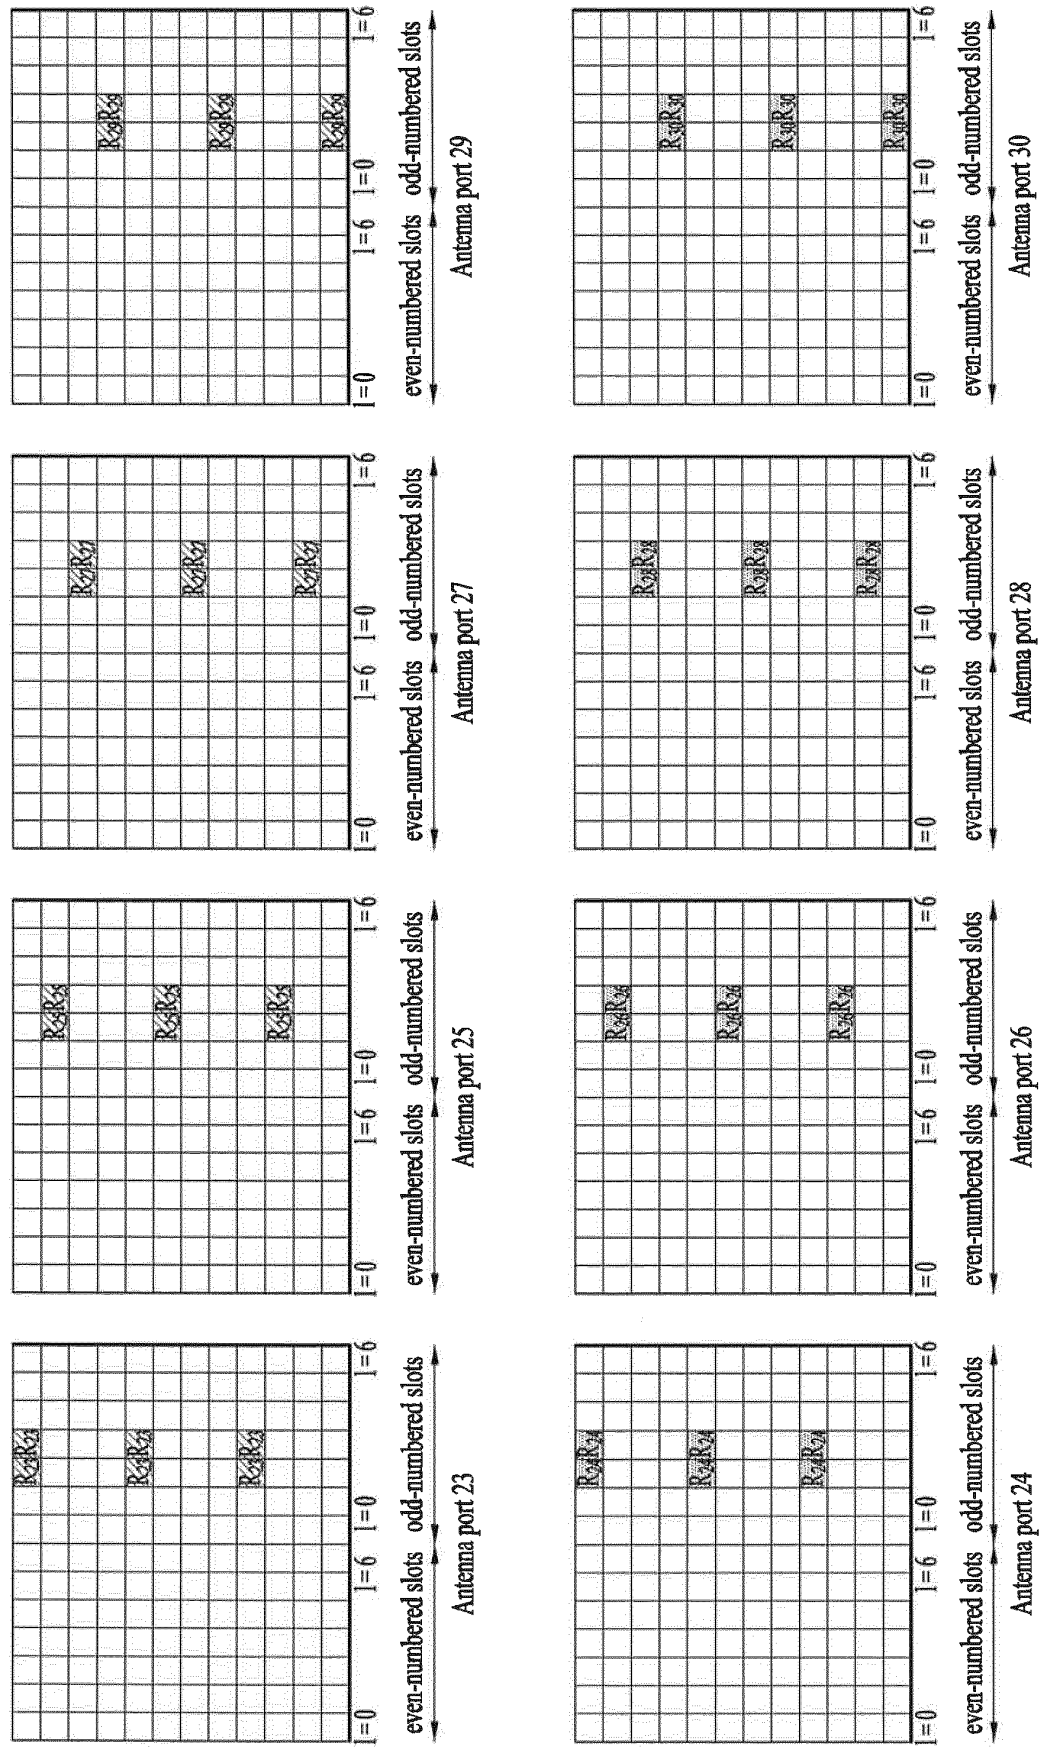 R23R23
R23R23
R23R23
l=0 l=6 l=0 l=6
even-numbered slots odd-numbered slots
Antenna port 23
R25R25
R25R25
R25R25
l=0 l=6 l=0 l=6
even-numbered slots odd-numbered slots
Antenna port 25
R27R27
R27R27
R27R27
l=0 l=6 l=0 l=6
even-numbered slots odd-numbered slots
Antenna port 27
R29R29
R29R29
R29R29
l=0 l=6 l=0 l=6
even-numbered slots odd-numbered slots
Antenna port 29
R24R24
R24R24
R24R24
l=0 l=6 l=0 l=6
even-numbered slots odd-numbered slots
Antenna port 24
R26R26
R26R26
R26R26
l=0 l=6 l=0 l=6
even-numbered slots odd-numbered slots
Antenna port 26
R28R28
R28R28
R28R28
l=0 l=6 l=0 l=6
even-numbered slots odd-numbered slots
Antenna port 28
R30R30
R30R30
R30R30
l=0 l=6 l=0 l=6
even-numbered slots odd-numbered slots
Antenna port 30